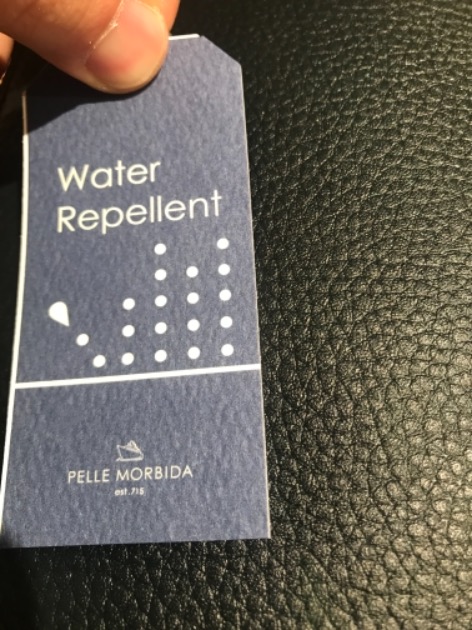 Water
Repellent
PELLE MORBIDA
est.715